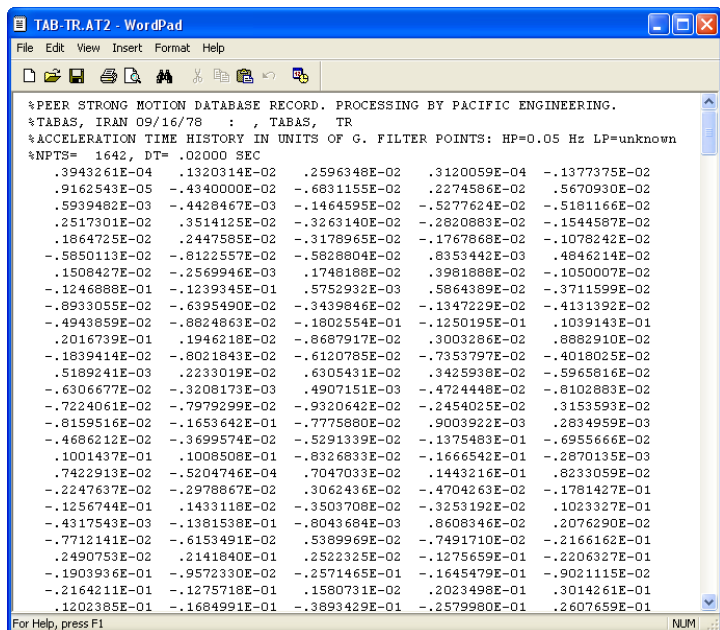 TAB-TR.AT2 - WordPad
File Edit View Insert Format Help
%PEER STRONG MOTION DATABASE RECORD. PROCESSING BY PACIFIC ENGINEERING.
%TABAS, IRAN 09/16/78 : , TABAS, TR
%ACCELERATION TIME HISTORY IN UNITS OF G. FILTER POINTS: HP=0.05 Hz LP=unknown
%NPTS= 1642, DT= .02000 SEC
.3943261E-04 .1320314E-02 .2596348E-02 .3120059E-04 -.1377375E-02
.9162543E-05 -.4340000E-02 -.6831155E-02 .2274586E-02 .5670930E-02
.5939482E-03 -.4428467E-03 -.1464595E-02 -.5277624E-02 -.5181166E-02
.2517301E-02 .3514125E-02 -.3263140E-02 -.2820883E-02 -.1544587E-02
.1864725E-02 .2447585E-02 -.3178965E-02 -.1767868E-02 -.1078242E-02
-.5850113E-02 -.8122557E-02 -.5828804E-02 .8353442E-03 .4846214E-02
.1508427E-02 -.2569946E-03 .1748188E-02 .3981888E-02 -.1050007E-02
-.1246888E-01 -.1239345E-01 .5752932E-03 .5864389E-02 -.3711599E-02
-.8933055E-02 -.6395490E-02 -.3439846E-02 -.1347229E-02 -.4131392E-02
-.4943859E-02 -.8824863E-02 -.1802554E-01 -.1250195E-01 .1039143E-01
.2016739E-01 .1946218E-02 -.8687917E-02 .3003286E-02 .8882910E-02
-.1839414E-02 -.8021843E-02 -.6120785E-02 -.7353797E-02 -.4018025E-02
.5189241E-03 .2233019E-02 .6305431E-02 .3425938E-02 -.5965816E-02
-.6306677E-02 -.3208173E-03 .4907151E-03 -.4724448E-02 -.8102883E-02
-.7224061E-02 -.7979299E-02 -.9320642E-02 -.2454025E-02 .3153593E-02
-.8159516E-02 -.1653642E-01 -.7775880E-02 .9003922E-03 .2834959E-03
-.4686212E-02 -.3699574E-02 -.5291339E-02 -.1375483E-01 -.6955666E-02
.1001437E-01 .1008508E-01 -.8326833E-02 -.1666542E-01 -.2870135E-03
.7422913E-02 -.5204746E-04 .7047033E-02 .1443216E-01 .8233059E-02
-.2247637E-02 -.2978867E-02 .3062436E-02 -.4704263E-02 -.1781427E-01
-.1256744E-01 .1433118E-02 -.3503708E-02 -.3253192E-02 .1023327E-01
-.4317543E-03 -.1381538E-01 -.8043684E-03 .8608346E-02 .2076290E-02
-.7712141E-02 -.6153491E-02 .5389969E-02 -.7491710E-02 -.2166162E-01
.2490753E-02 .2141840E-01 .2522325E-02 -.1275659E-01 -.2206327E-01
-.1903936E-01 -.9572330E-02 -.2571465E-01 -.1645479E-01 -.9021115E-02
-.2164211E-01 -.1275718E-01 .1580731E-02 .2023498E-01 .3014261E-01
.1202385E-01 -.1684991E-01 -.3893429E-01 -.2579980E-01 .2607659E-01
For Help, press F1 NUM